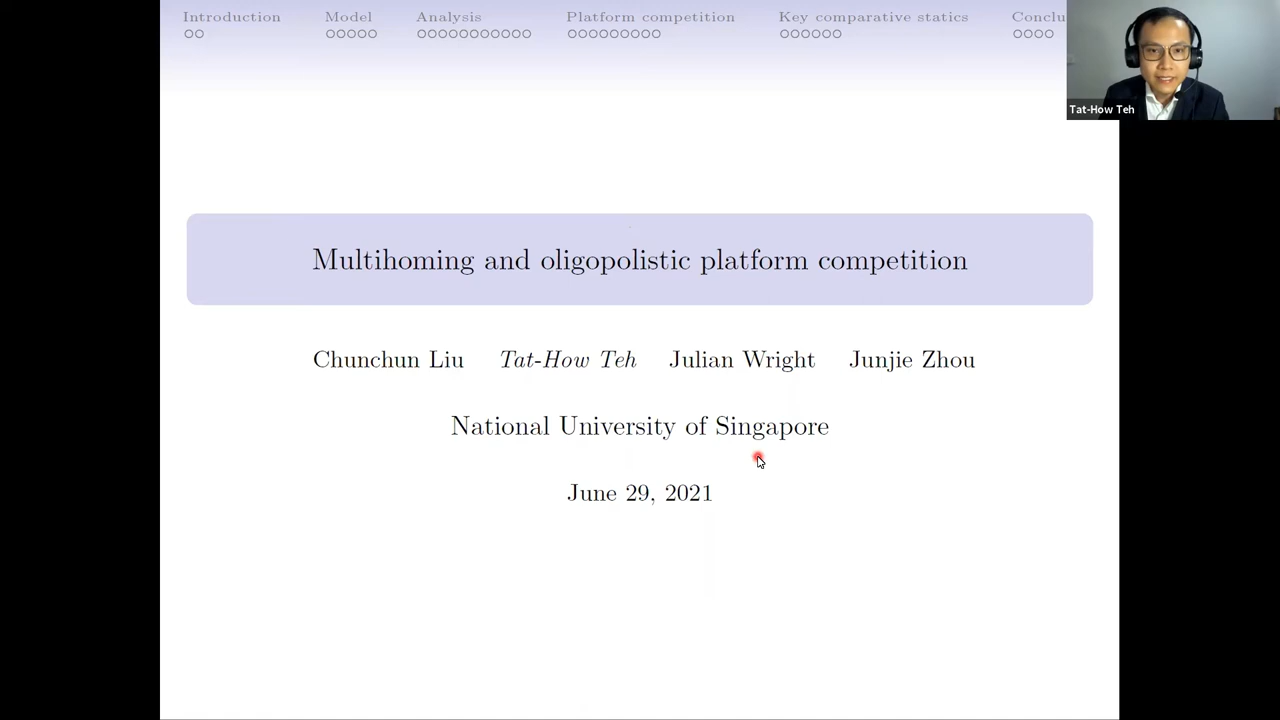 Introduction Model Analysis Platform competition Key comparative statics Conclu
Tat-How Teh
Multihoming and oligopolistic platform competition
Chunchun Liu Tat-How Teh Julian Wright Junjie Zhou
National University of Singapore
June 29, 2021